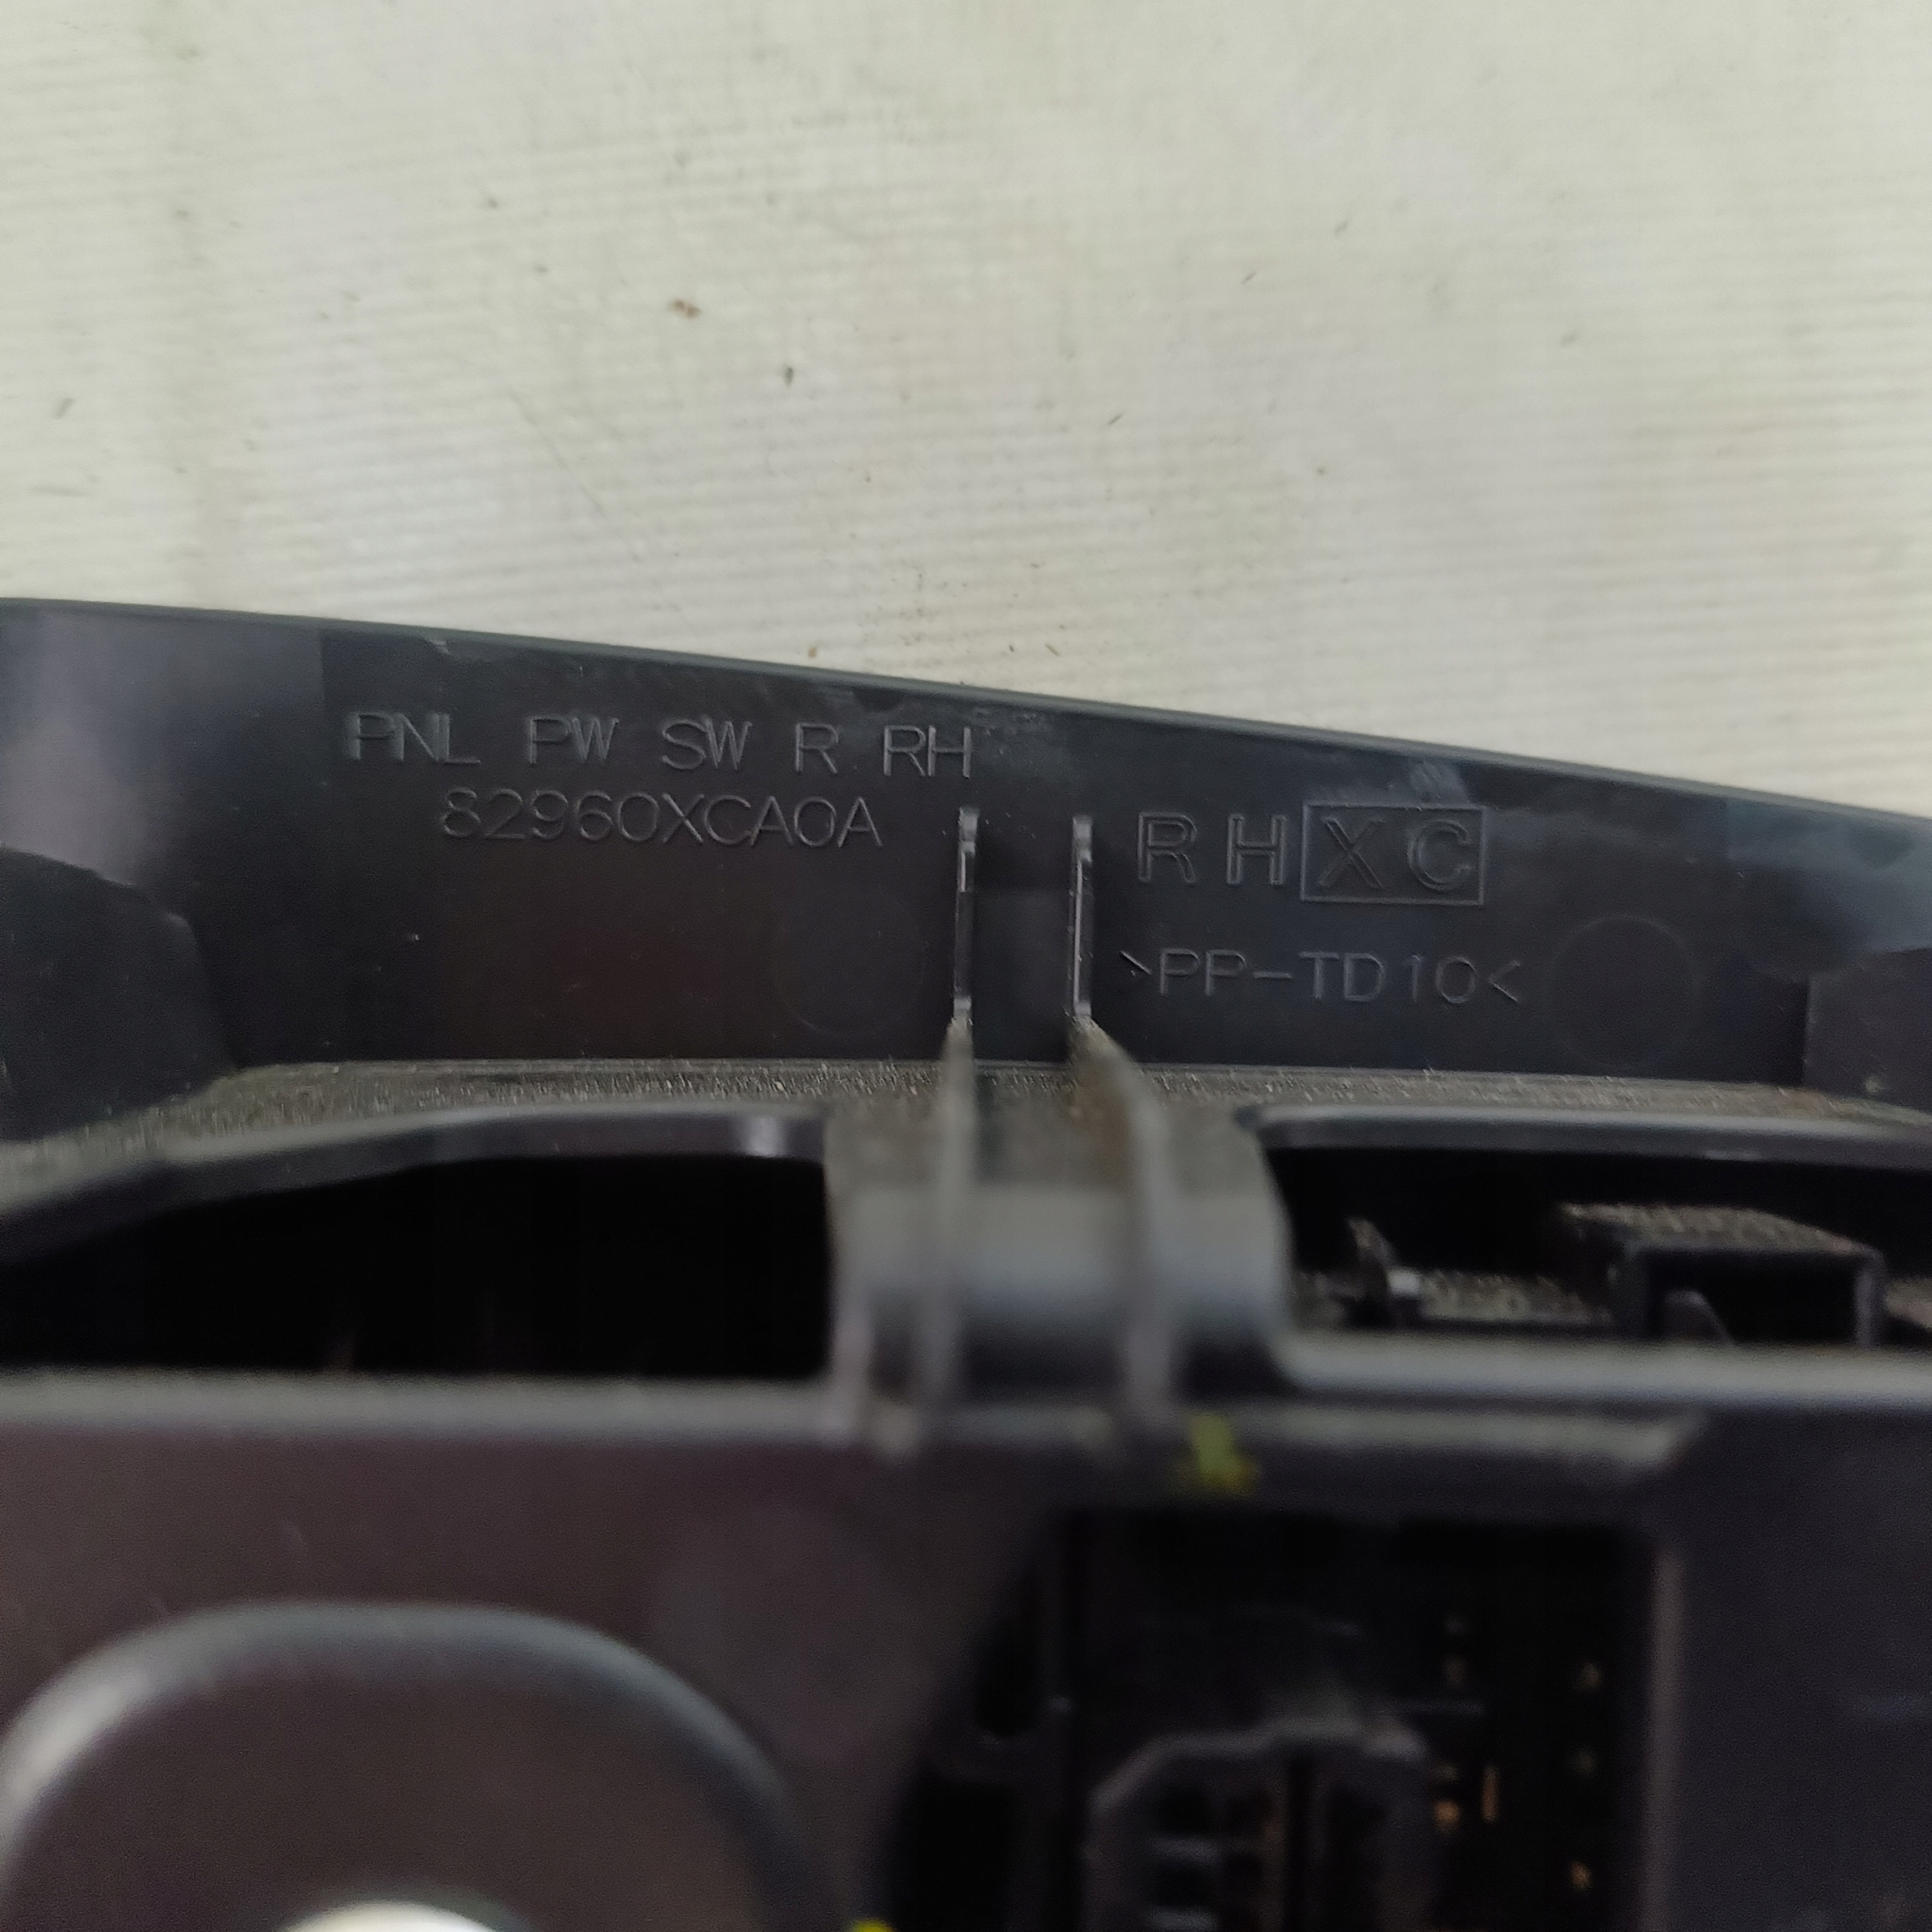 PNL PW SW R RH
82960XCA0A
RH XC
>PP-TD10<